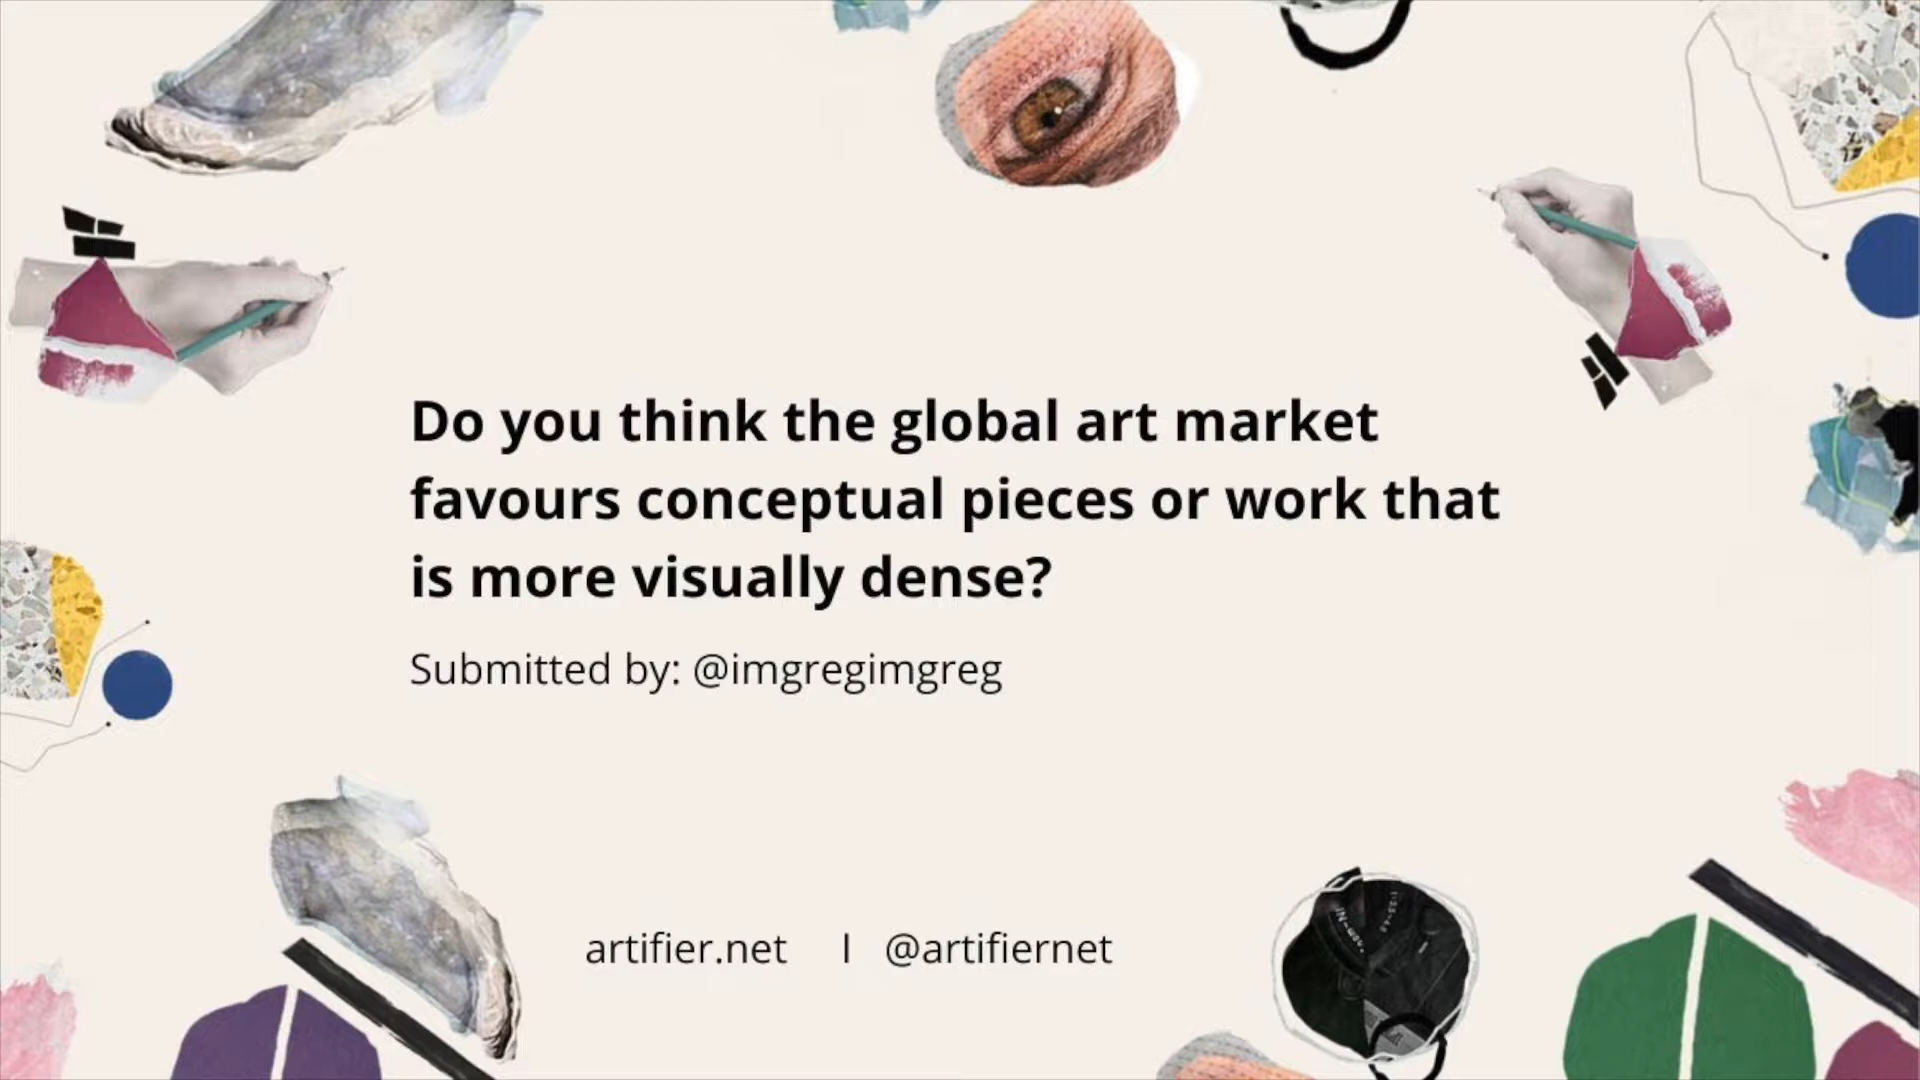 Do you think the global art market
favours conceptual pieces or work that
is more visually dense?
Submitted by: @imgregimgreg
artifier.net | @artifiernet